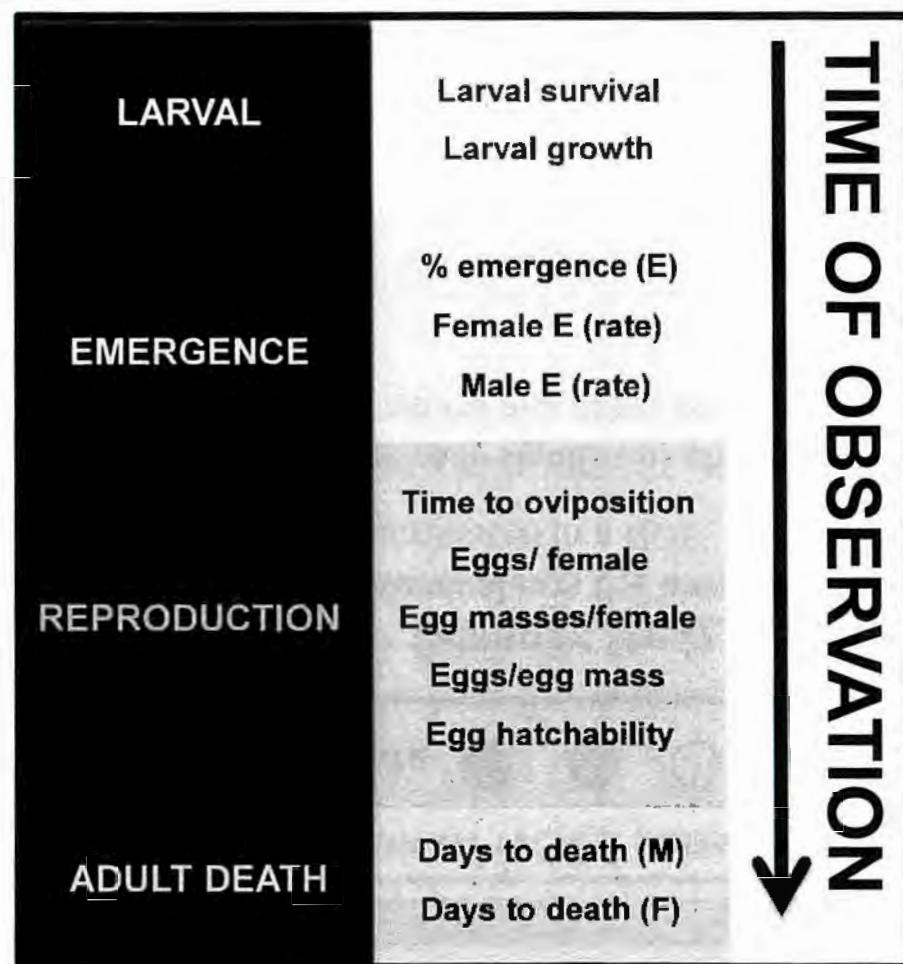 LARVAL
Larval survival
Larval growth
EMERGENCE
% emergence (E)
Female E (rate)
Male E (rate)
REPRODUCTION
Time to oviposition
Eggs/ female
Egg masses/female
Eggs/egg mass
Egg hatchability
ADULT DEATH
Days to death (M)
Days to death (F)
TIME OF OBSERVATION